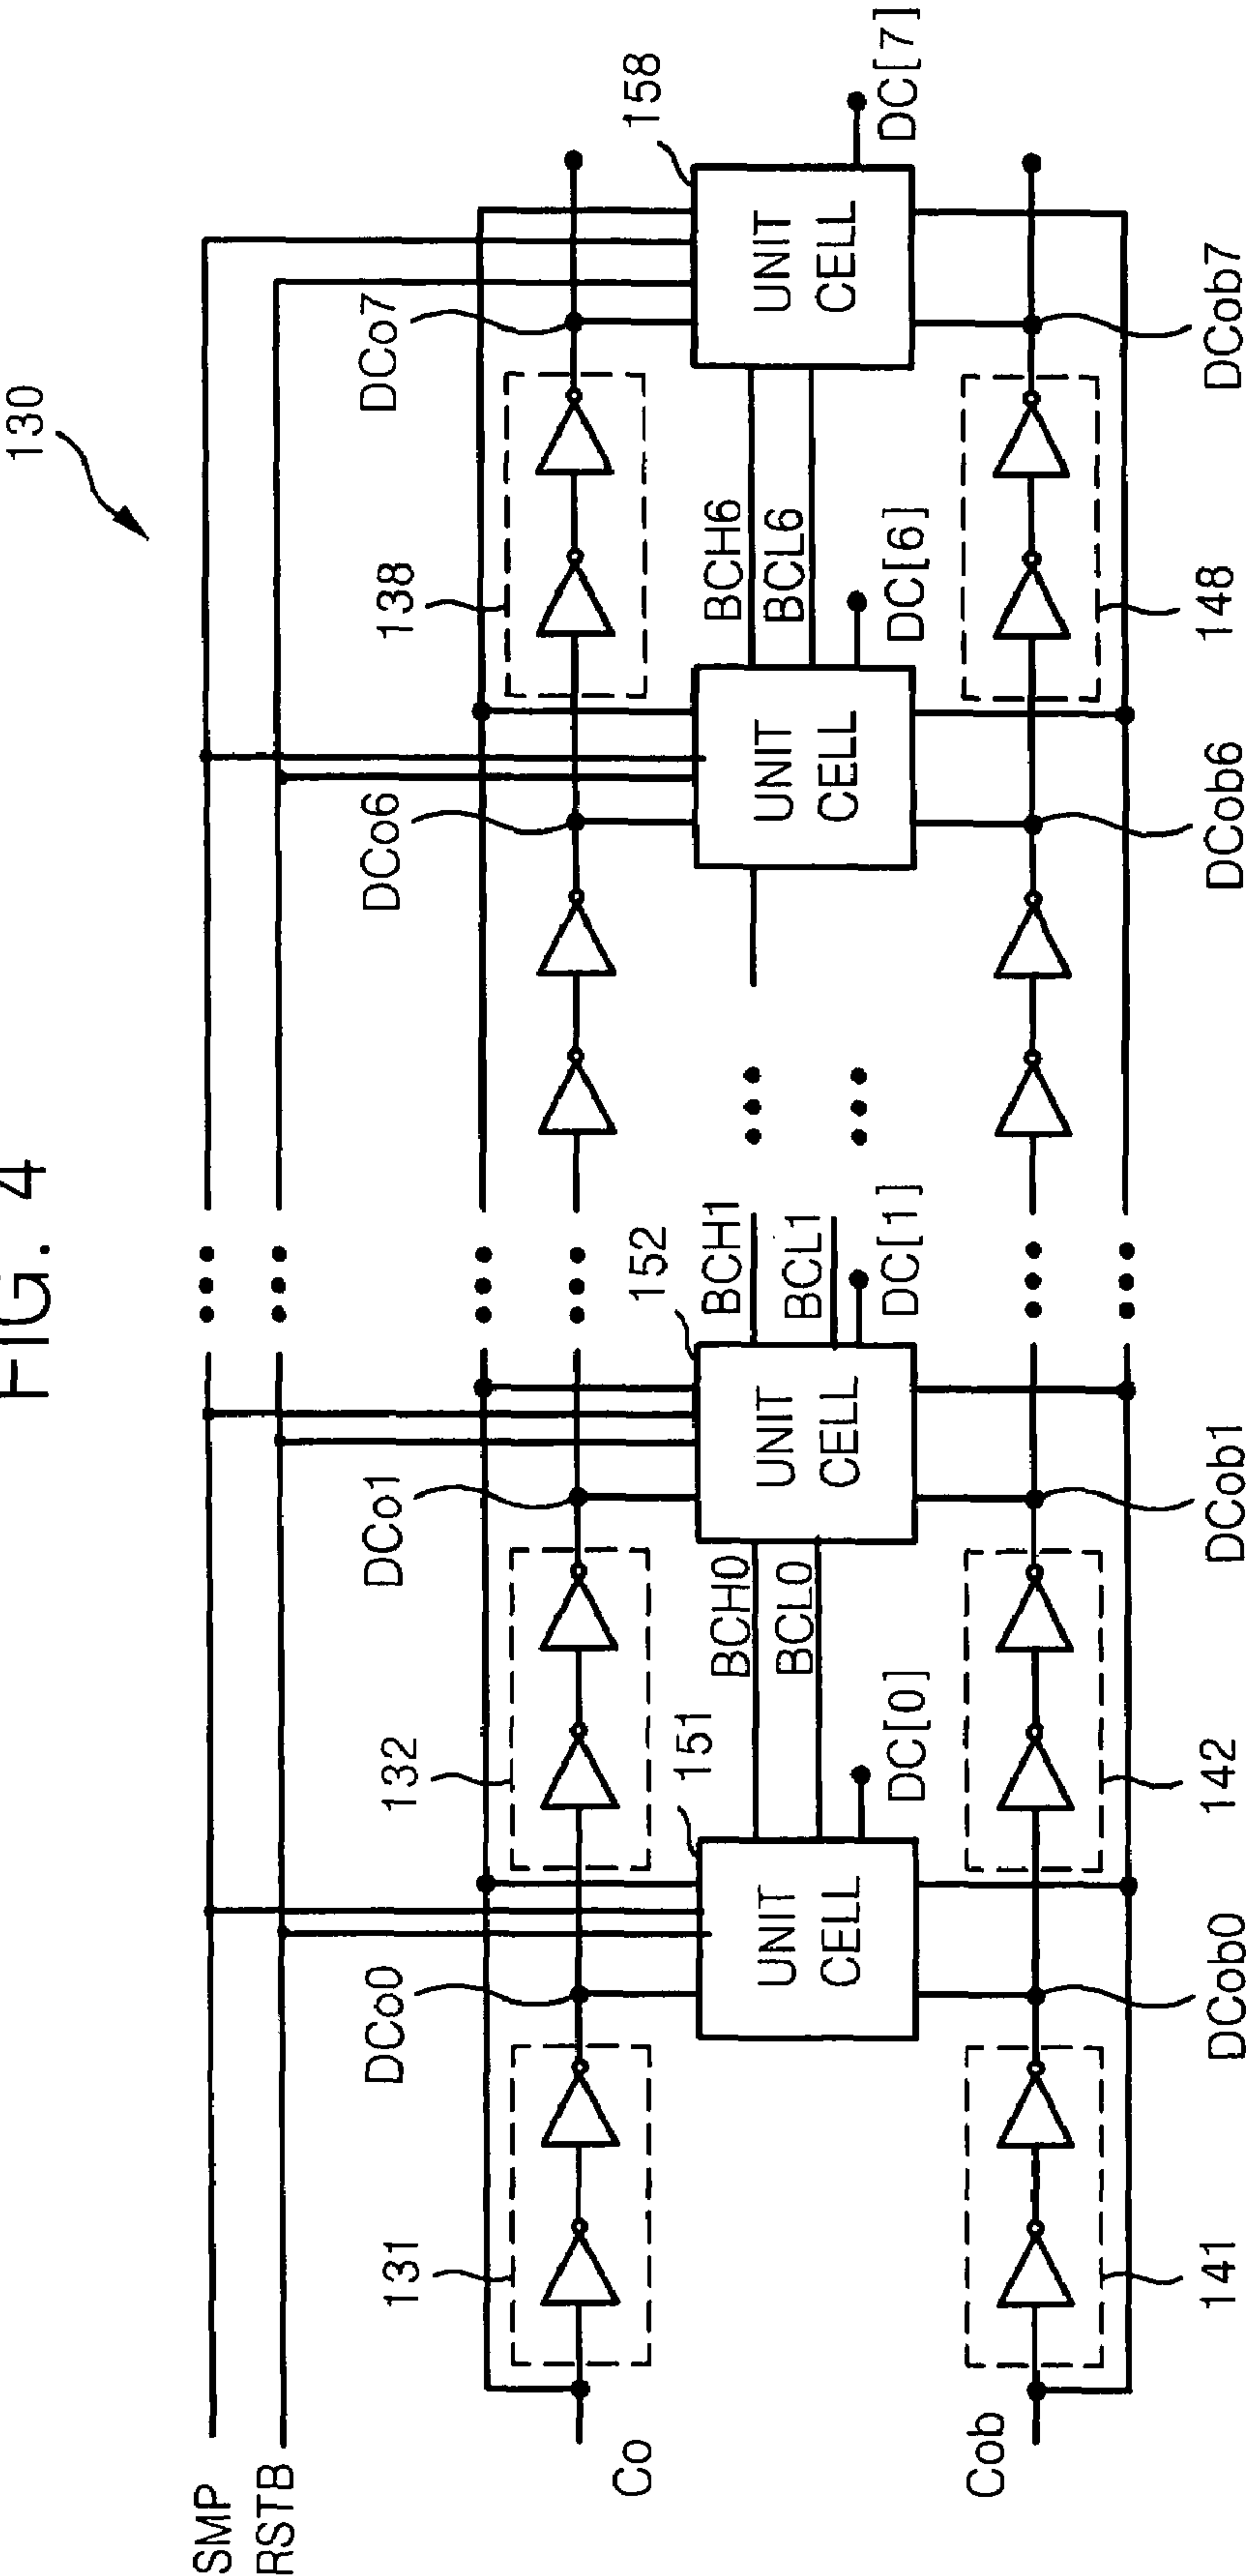 FIG. 4
130
SMP
RSTB
Co
Cob
131
DCo0
132
DCo1
DCo6
138
DCo7
151
152
158
UNIT
CELL
UNIT
CELL
UNIT
CELL
UNIT
CELL
BCH0
BCL0
BCH1
BCL1
BCH6
BCL6
DC[0]
DC[1]
DC[6]
DC[7]
141
DCob0
142
DCob1
DCob6
148
DCob7